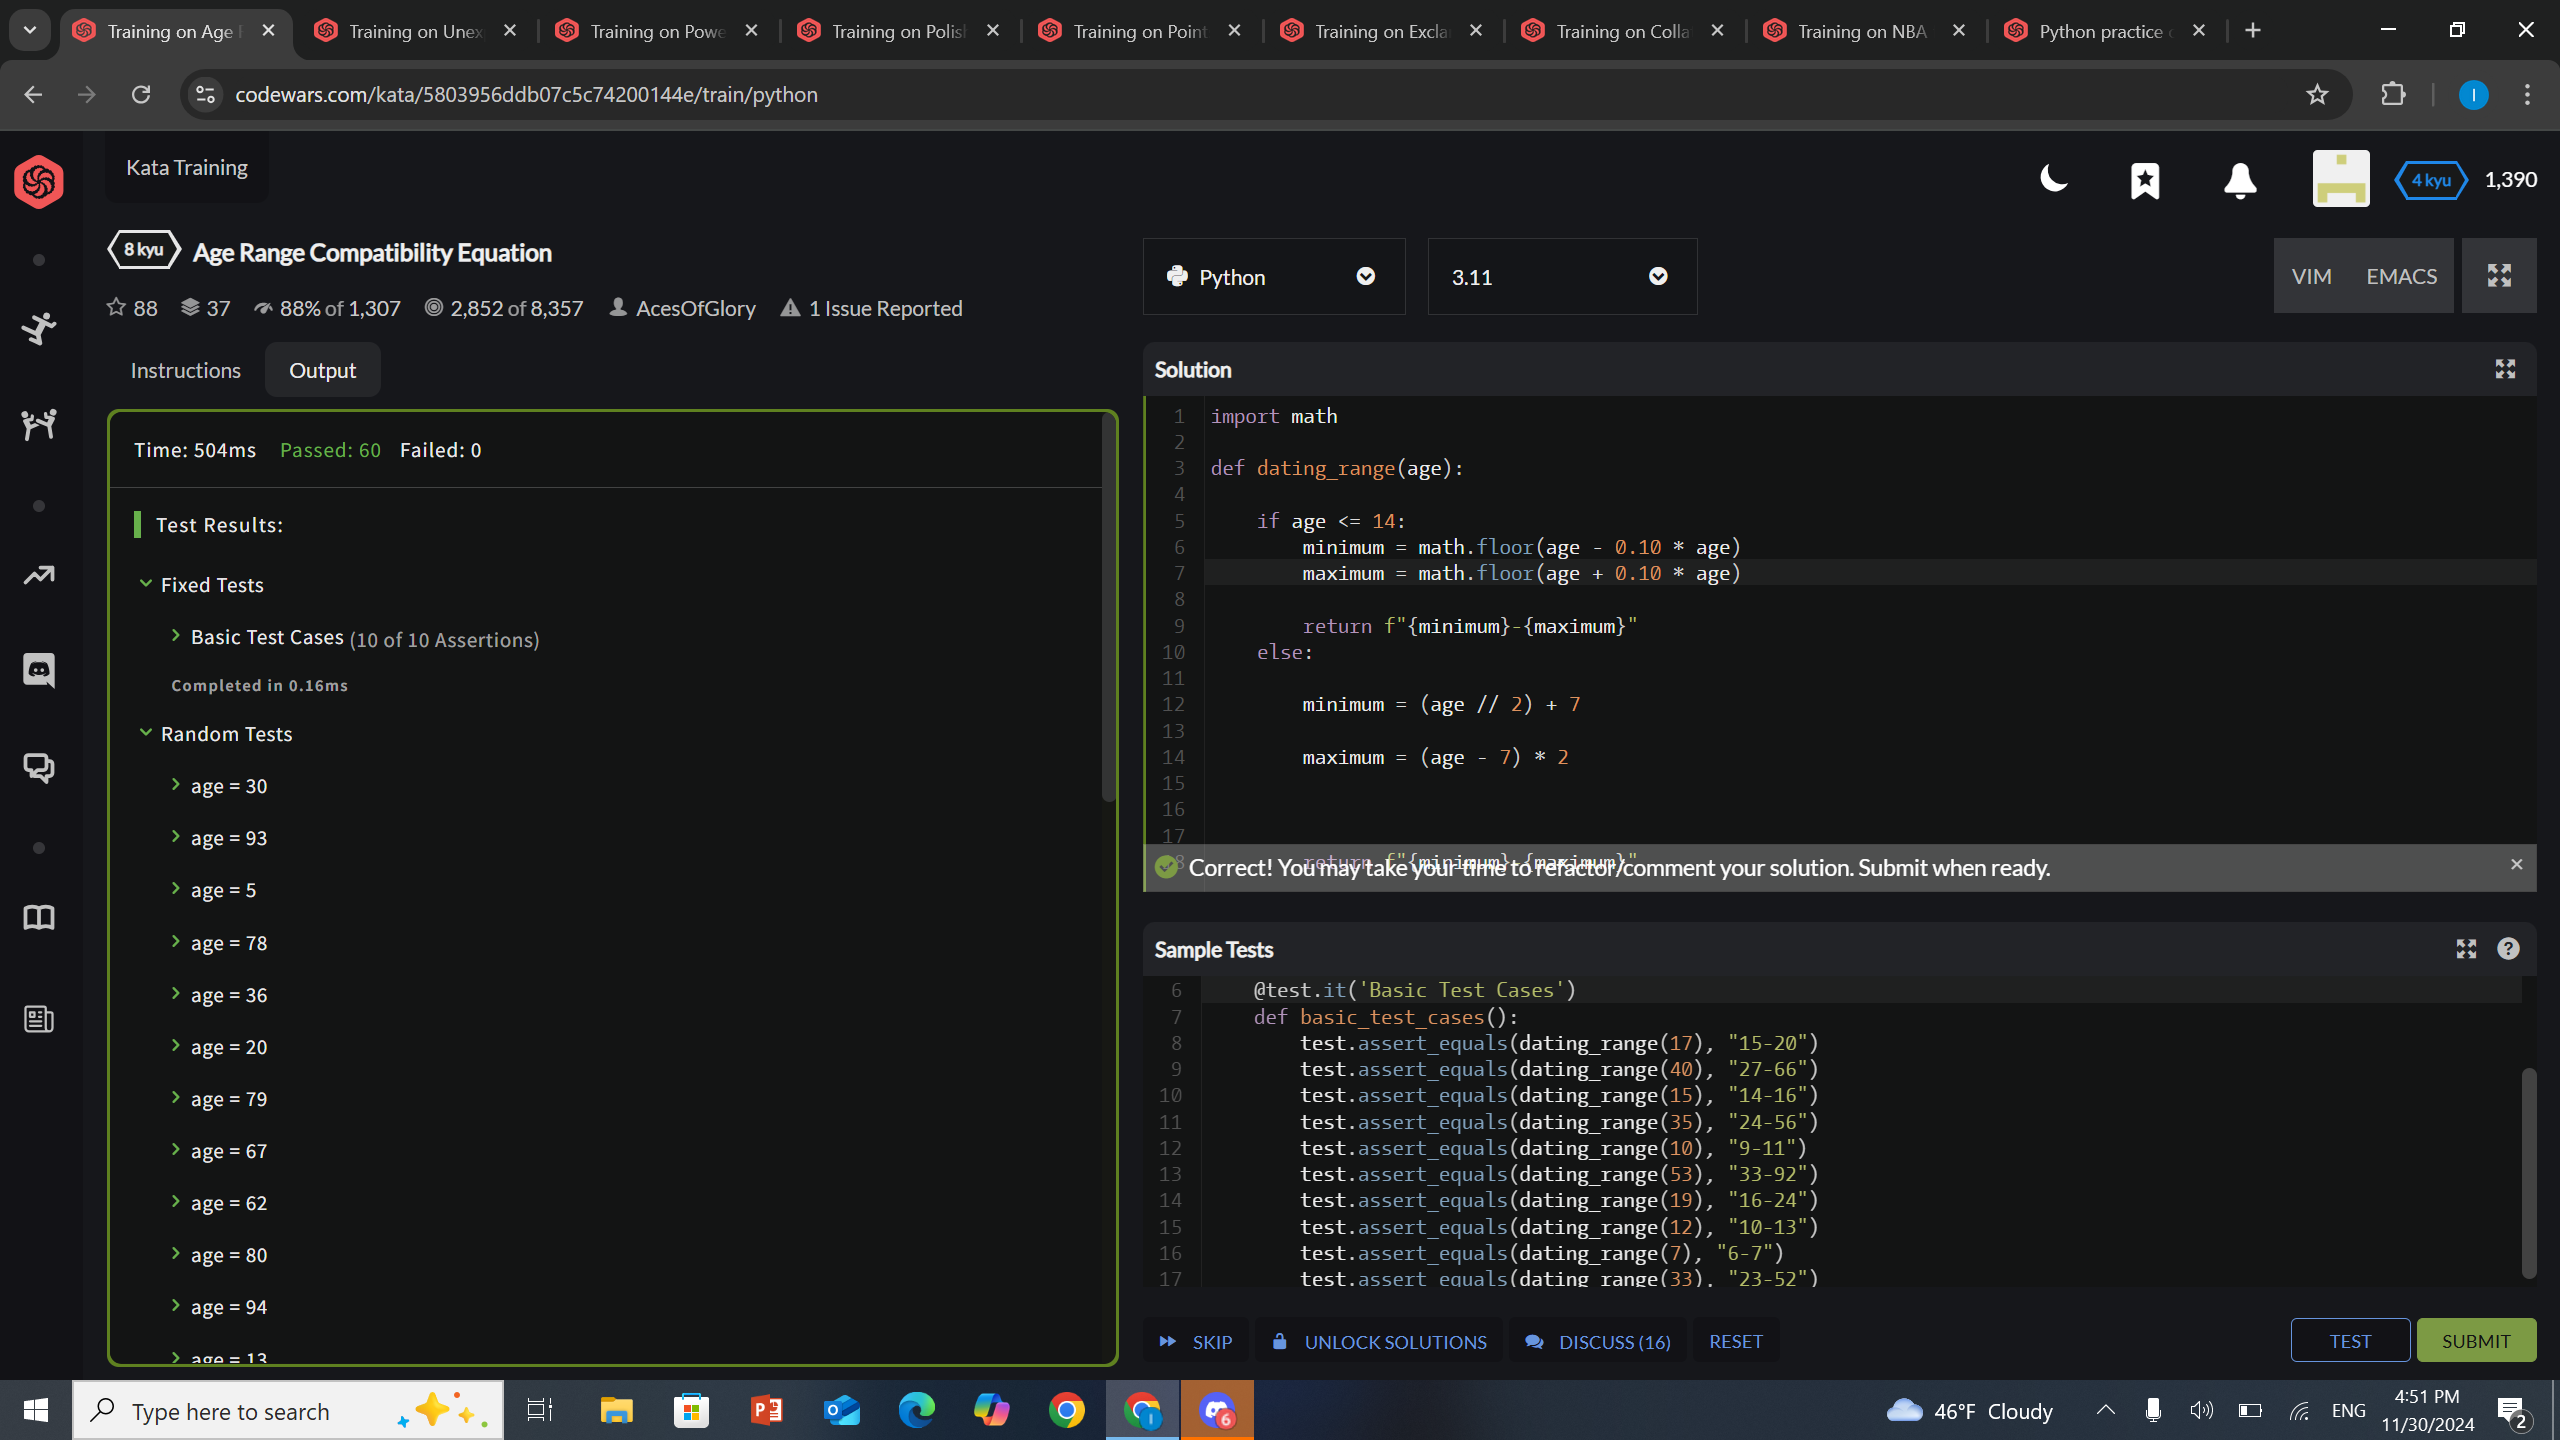 Training on Age
Training on Unex
Training on Powe
Training on Polish
Training on Point
Training on Excla
Training on Colla
Training on NBA
Python practice
codewars.com/kata/5803956ddb07c5c74200144e/train/python
I
Kata Training
4 kyu
1,390
8 kyu
Age Range Compatibility Equation
88
37
88% of 1,307
2,852 of 8,357
AcesOfGlory
1 Issue Reported
Instructions
Output
Time: 504ms
Passed: 60
Failed: 0
Test Results:
Fixed Tests
Basic Test Cases (10 of 10 Assertions)
Completed in 0.16ms
Random Tests
age = 30
age = 93
age = 5
age = 78
age = 36
age = 20
age = 79
age = 67
age = 62
age = 80
age = 94
age = 13
Python
3.11
VIM
EMACS
Solution
1 import math
2
3 def dating_range(age):
4
5 if age <= 14:
6 minimum = math.floor(age - 0.10 * age)
7 maximum = math.floor(age + 0.10 * age)
8
9 return f"{minimum}-{maximum}"
10 else:
11
12 minimum = (age // 2) + 7
13
14 maximum = (age - 7) * 2
15
16
17
18 return f"{minimum}-{maximum}"
Correct! You may take your time to refactor/comment your solution. Submit when ready.
Sample Tests
6 @test.it('Basic Test Cases')
7 def basic_test_cases():
8 test.assert_equals(dating_range(17), "15-20")
9 test.assert_equals(dating_range(40), "27-66")
10 test.assert_equals(dating_range(15), "14-16")
11 test.assert_equals(dating_range(35), "24-56")
12 test.assert_equals(dating_range(10), "9-11")
13 test.assert_equals(dating_range(53), "33-92")
14 test.assert_equals(dating_range(19), "16-24")
15 test.assert_equals(dating_range(12), "10-13")
16 test.assert_equals(dating_range(7), "6-7")
17 test.assert_equals(dating_range(33), "23-52")
SKIP
UNLOCK SOLUTIONS
DISCUSS (16)
RESET
TEST
SUBMIT
Type here to search
6
46°F Cloudy
ENG
4:51 PM
11/30/2024
2